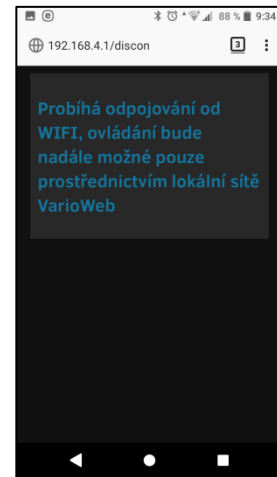 88 % 9:34
192.168.4.1/discon 3
Probíhá odpojování od
WIFI, ovládání bude
nadále možné pouze
prostřednictvím lokální sítě
VarioWeb